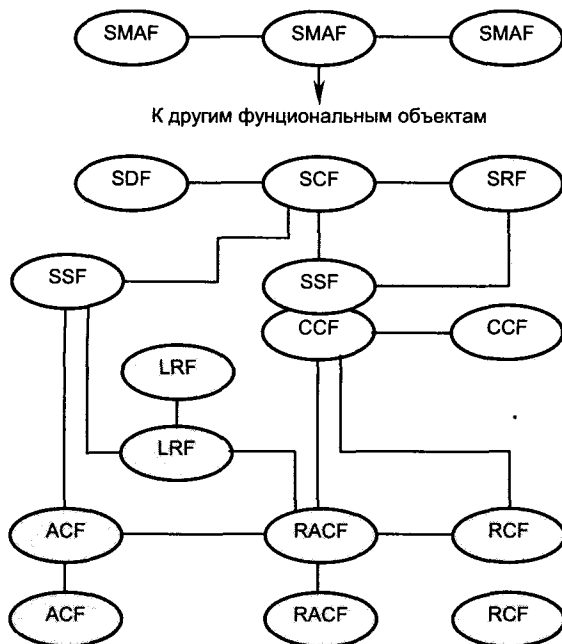 SMAF SMAF SMAF
К другим фунциональным объектам
SDF SCF SRF
SSF SSF
CCF CCF
LRF
LRF
ACF RACF RCF
ACF RACF RCF